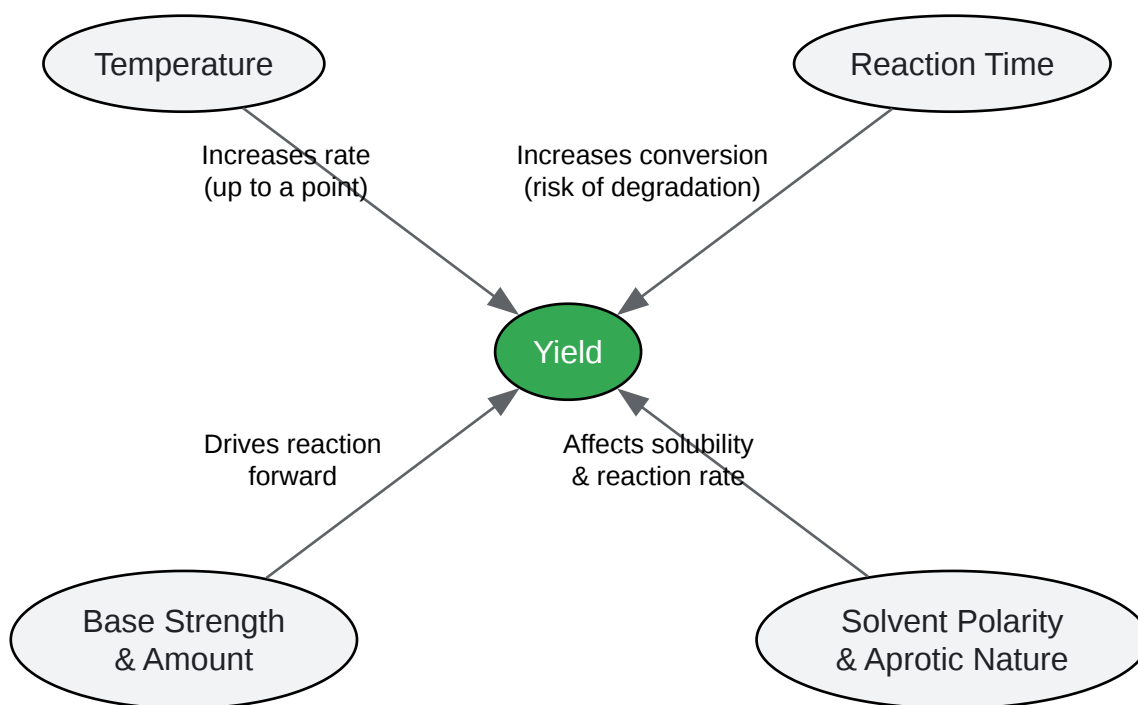 Temperature
Reaction Time
Increases rate
(up to a point)
Increases conversion
(risk of degradation)
Yield
Drives reaction
forward
Affects solubility
& reaction rate
Base Strength
& Amount
Solvent Polarity
& Aprotic Nature